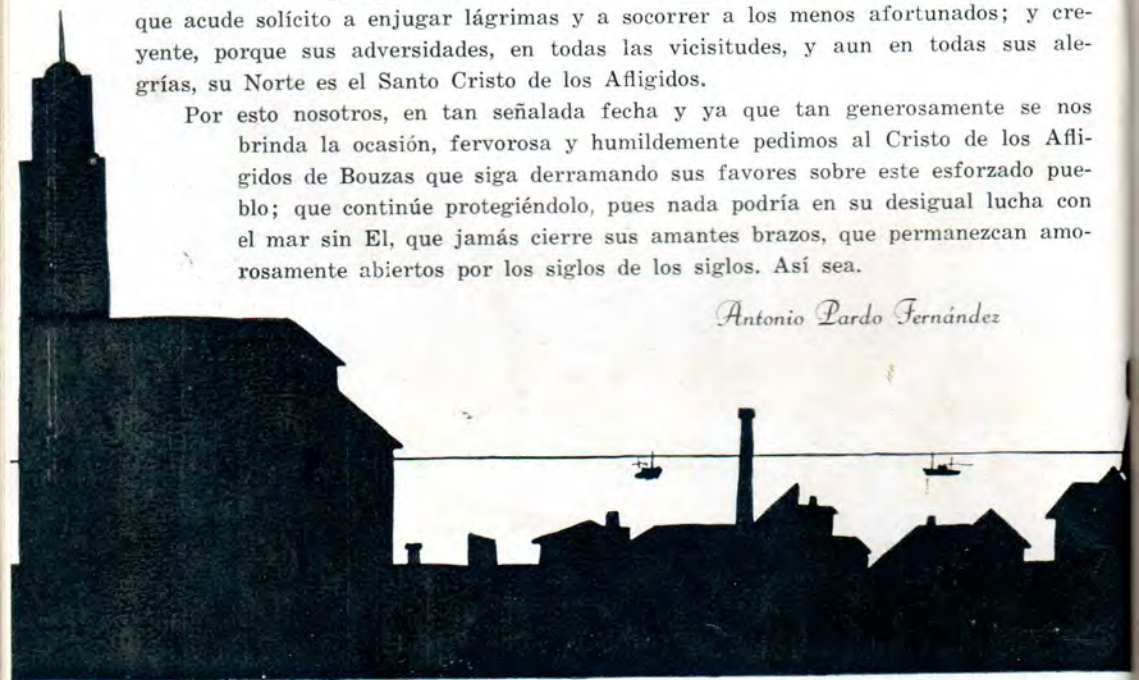 que acude solícito a enjugar lágrimas y a socorrer a los menos afortunados; y cre-
yente, porque sus adversidades, en todas las vicisitudes, y aun en todas sus ale-
grías, su Norte es el Santo Cristo de los Afligidos.
Por esto nosotros, en tan señalada fecha y ya que tan generosamente se nos
brinda la ocasión, fervorosa y humildemente pedimos al Cristo de los Afli-
gidos de Bouzas que siga derramando sus favores sobre este esforzado pue-
blo; que continúe protegiéndolo, pues nada podría en su desigual lucha con
el mar sin El, que jamás cierre sus amantes brazos, que permanezcan amo-
rosamente abiertos por los siglos de los siglos. Así sea.
Antonio Pardo Fernández